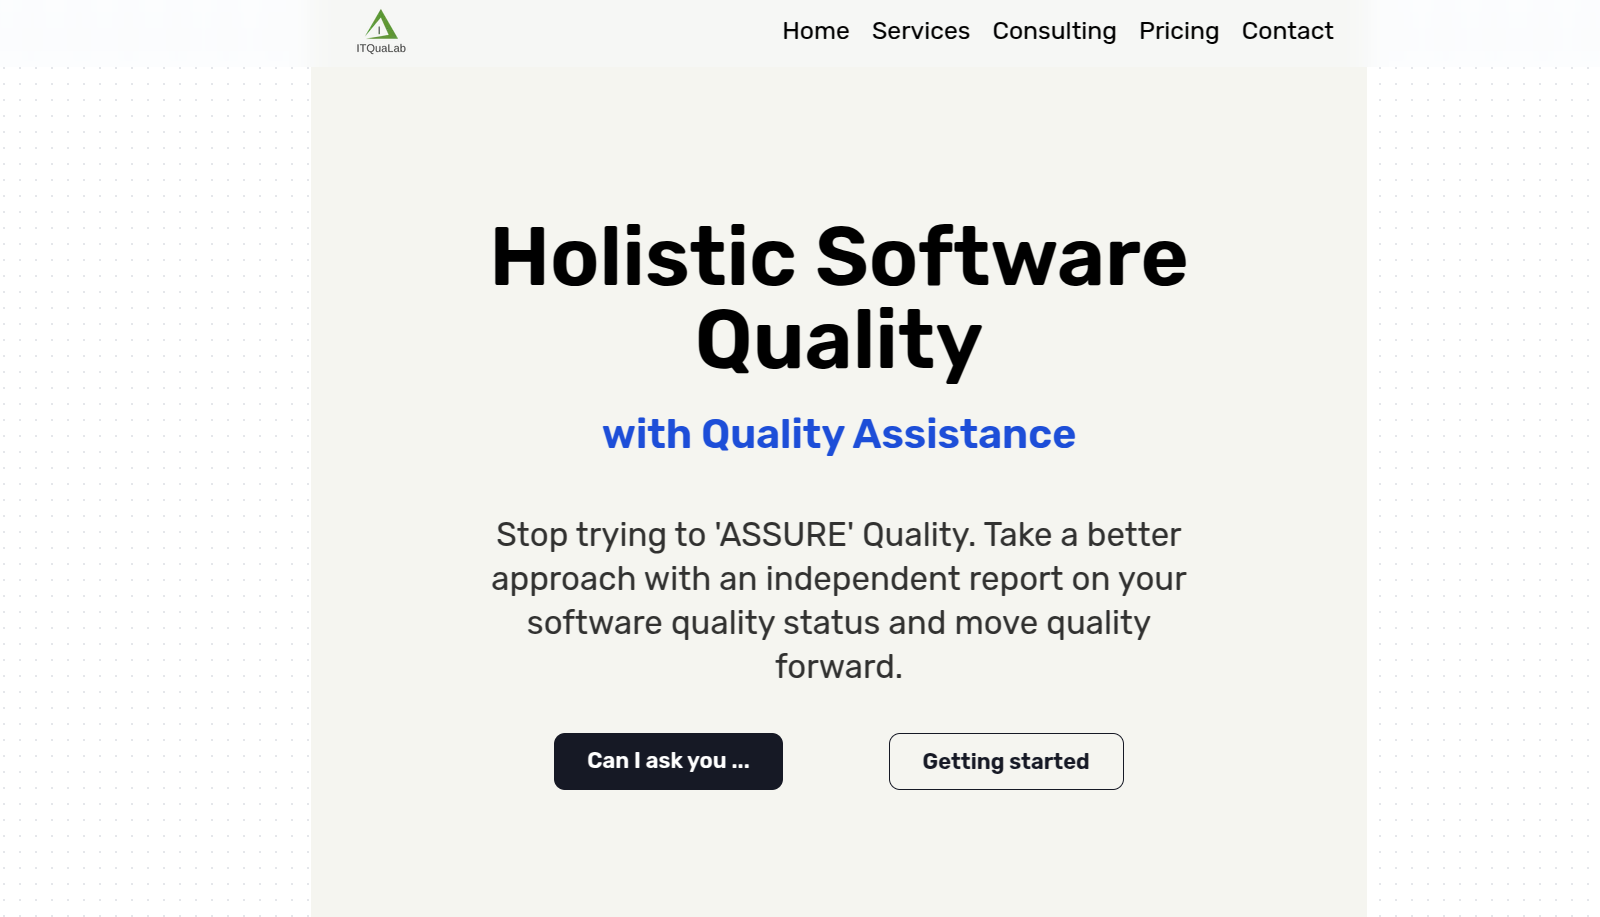 ITQuaLab
Home Services Consulting Pricing Contact
Holistic Software
Quality
with Quality Assistance
Stop trying to 'ASSURE' Quality. Take a better
approach with an independent report on your
software quality status and move quality
forward.
Can I ask you ...
Getting started